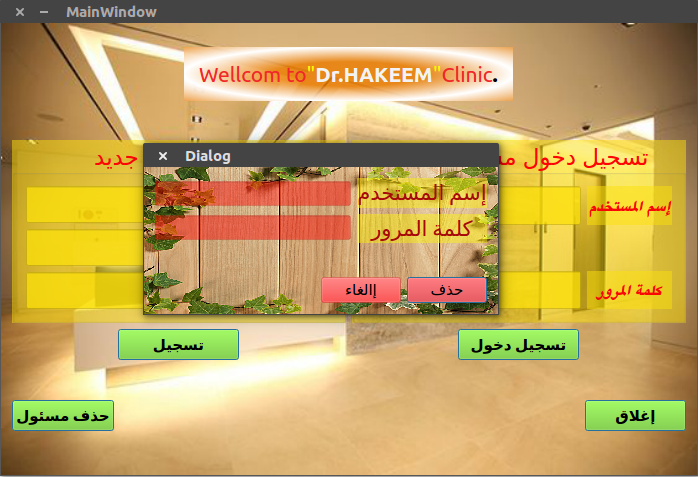 MainWindow
Wellcom to"Dr.HAKEEM"Clinic.
تسجيل دخول
جديد
Dialog
إسم المستخدم
كلمة المرور
حذف
إالغاء
إسم المستخدم
كلمة المرور
تسجيل دخول
تسجيل
إغلاق
حذف مسئول